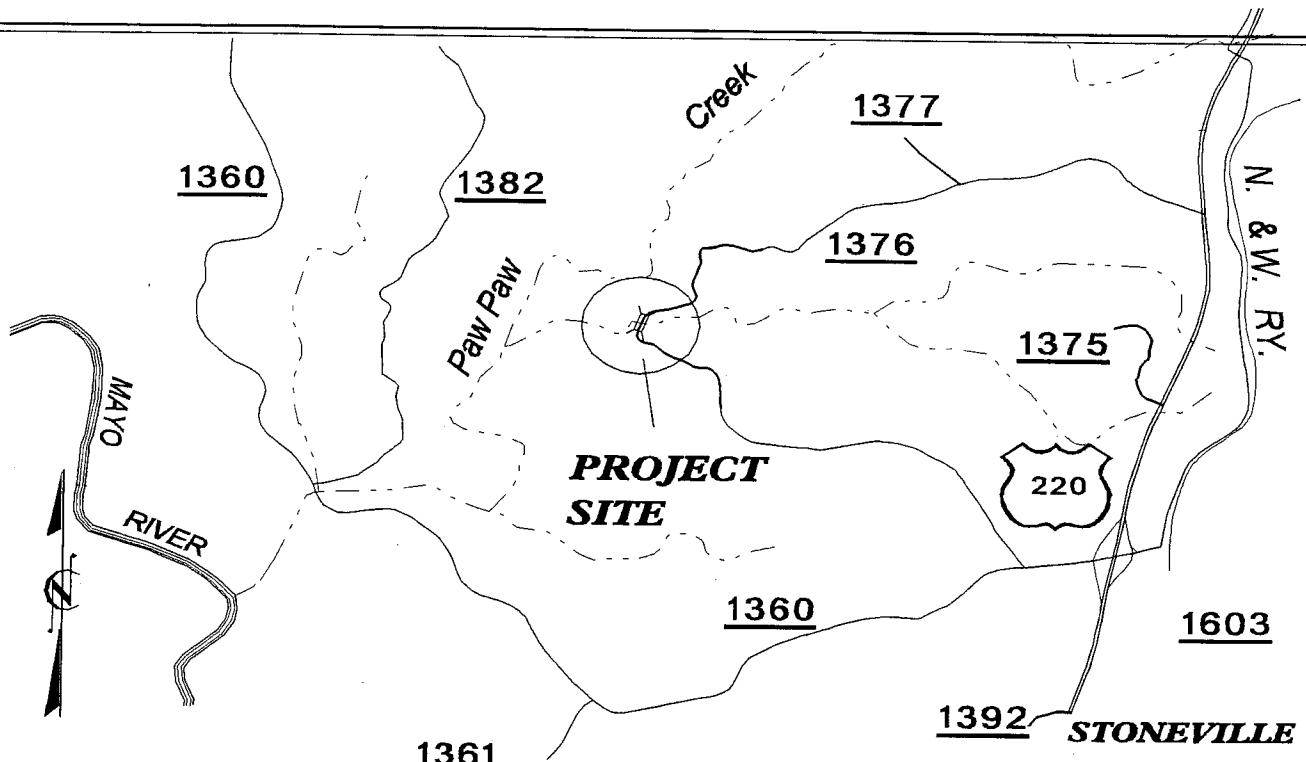 Creek
1377
1360
1382
N. & W. RY.
1376
Paw Paw
1375
MAYO
PROJECT
SITE
220
RIVER
N
1360
1603
1392
STONEVILLE
1361